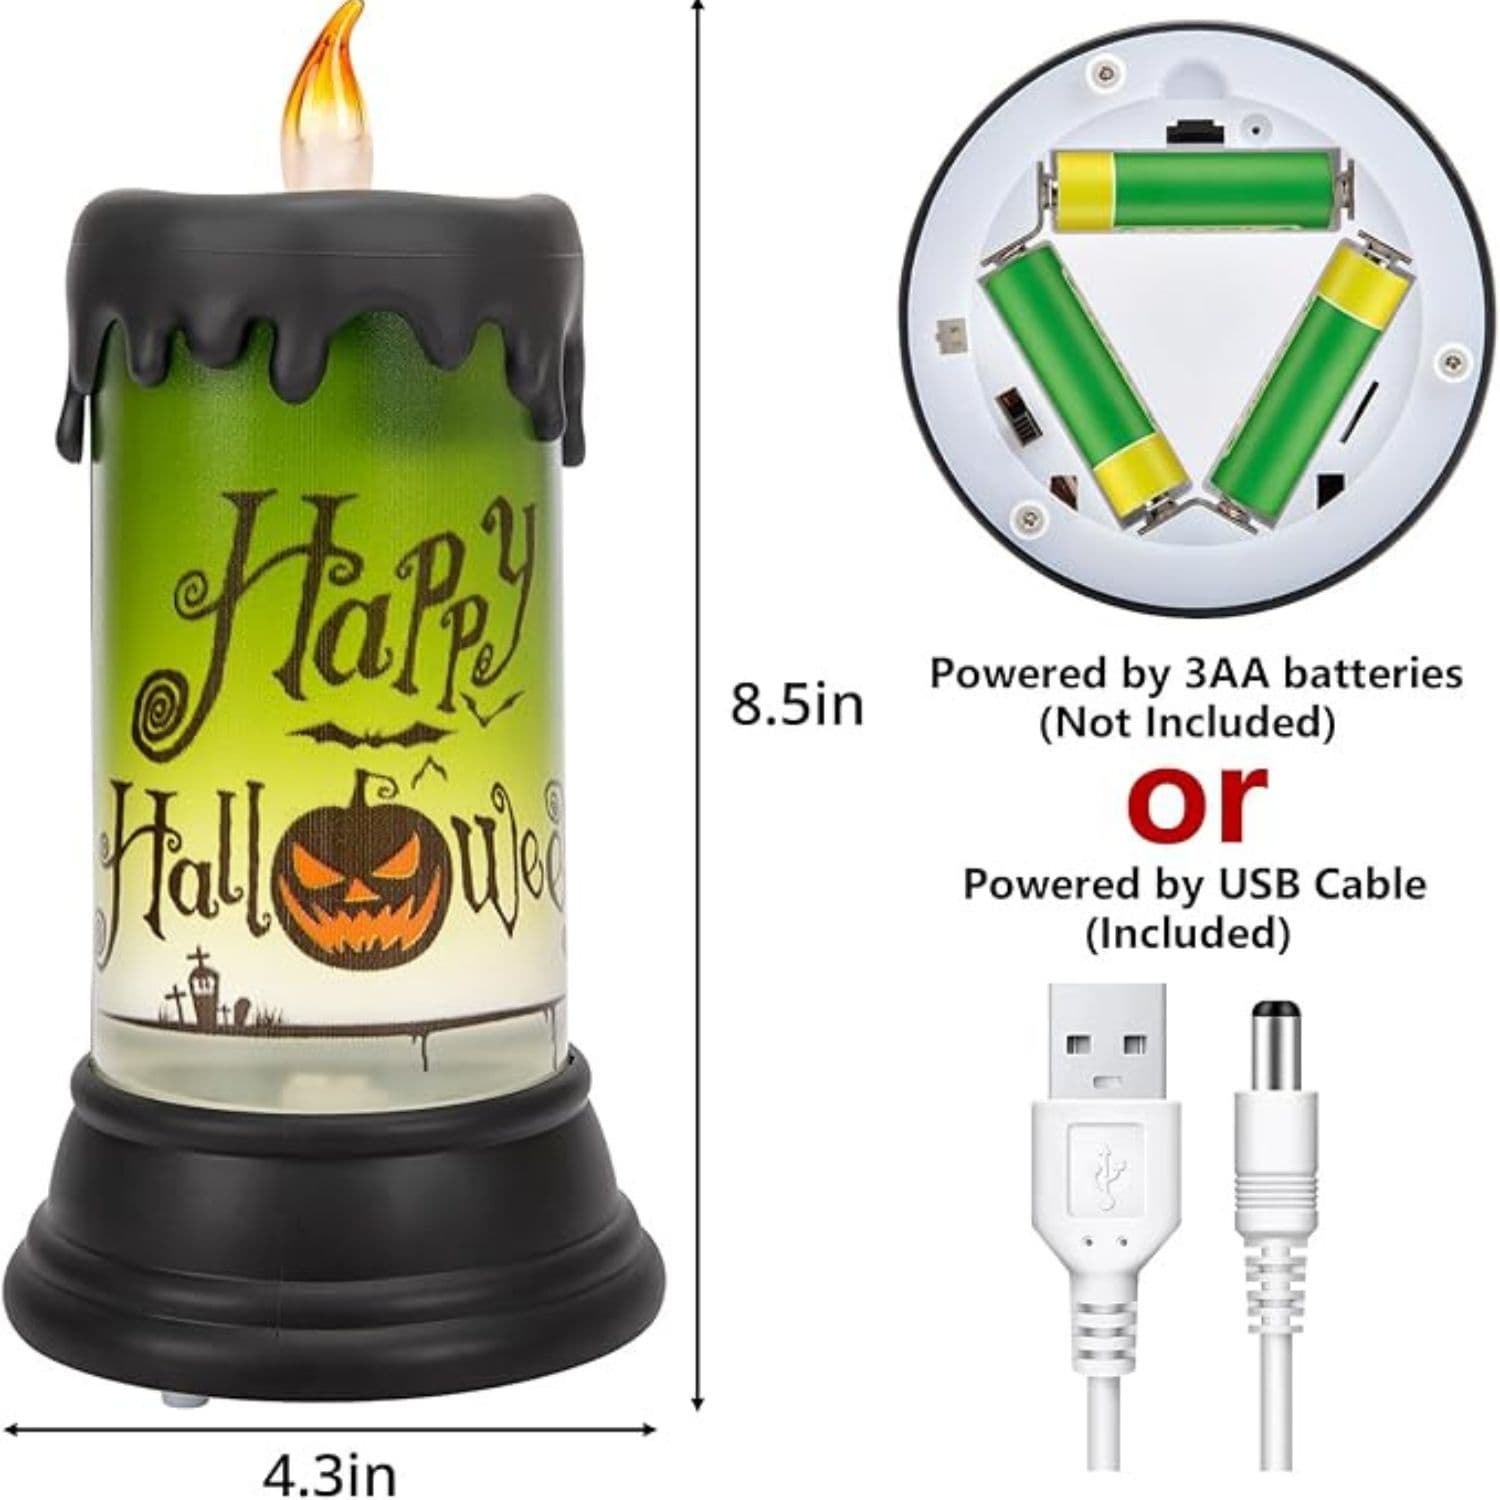 Happy
Hallowee
8.5in
4.3in
Powered by 3AA batteries
(Not Included)
or
Powered by USB Cable
(Included)